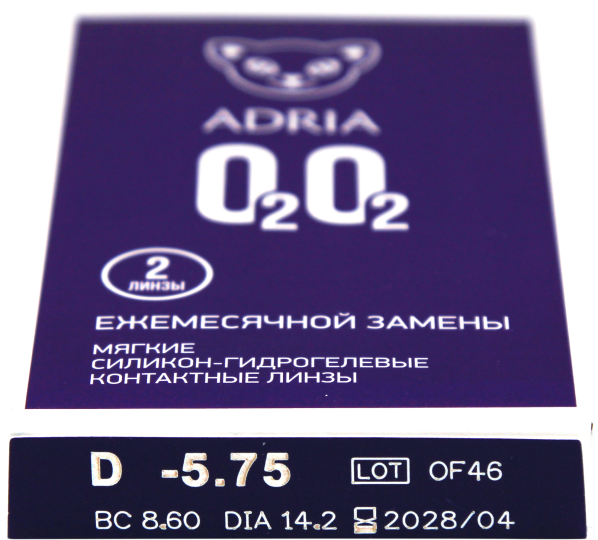 ADRIA
O2O2
2
ЛИНЗЫ
ЕЖЕМЕСЯЧНОЙ ЗАМЕНЫ
МЯГКИЕ
СИЛИКОН-ГИДРОГЕЛЕВЫЕ
КОНТАКТНЫЕ ЛИНЗЫ
D -5.75 LOT OF46
BC 8.60 DIA 14.2 2028/04